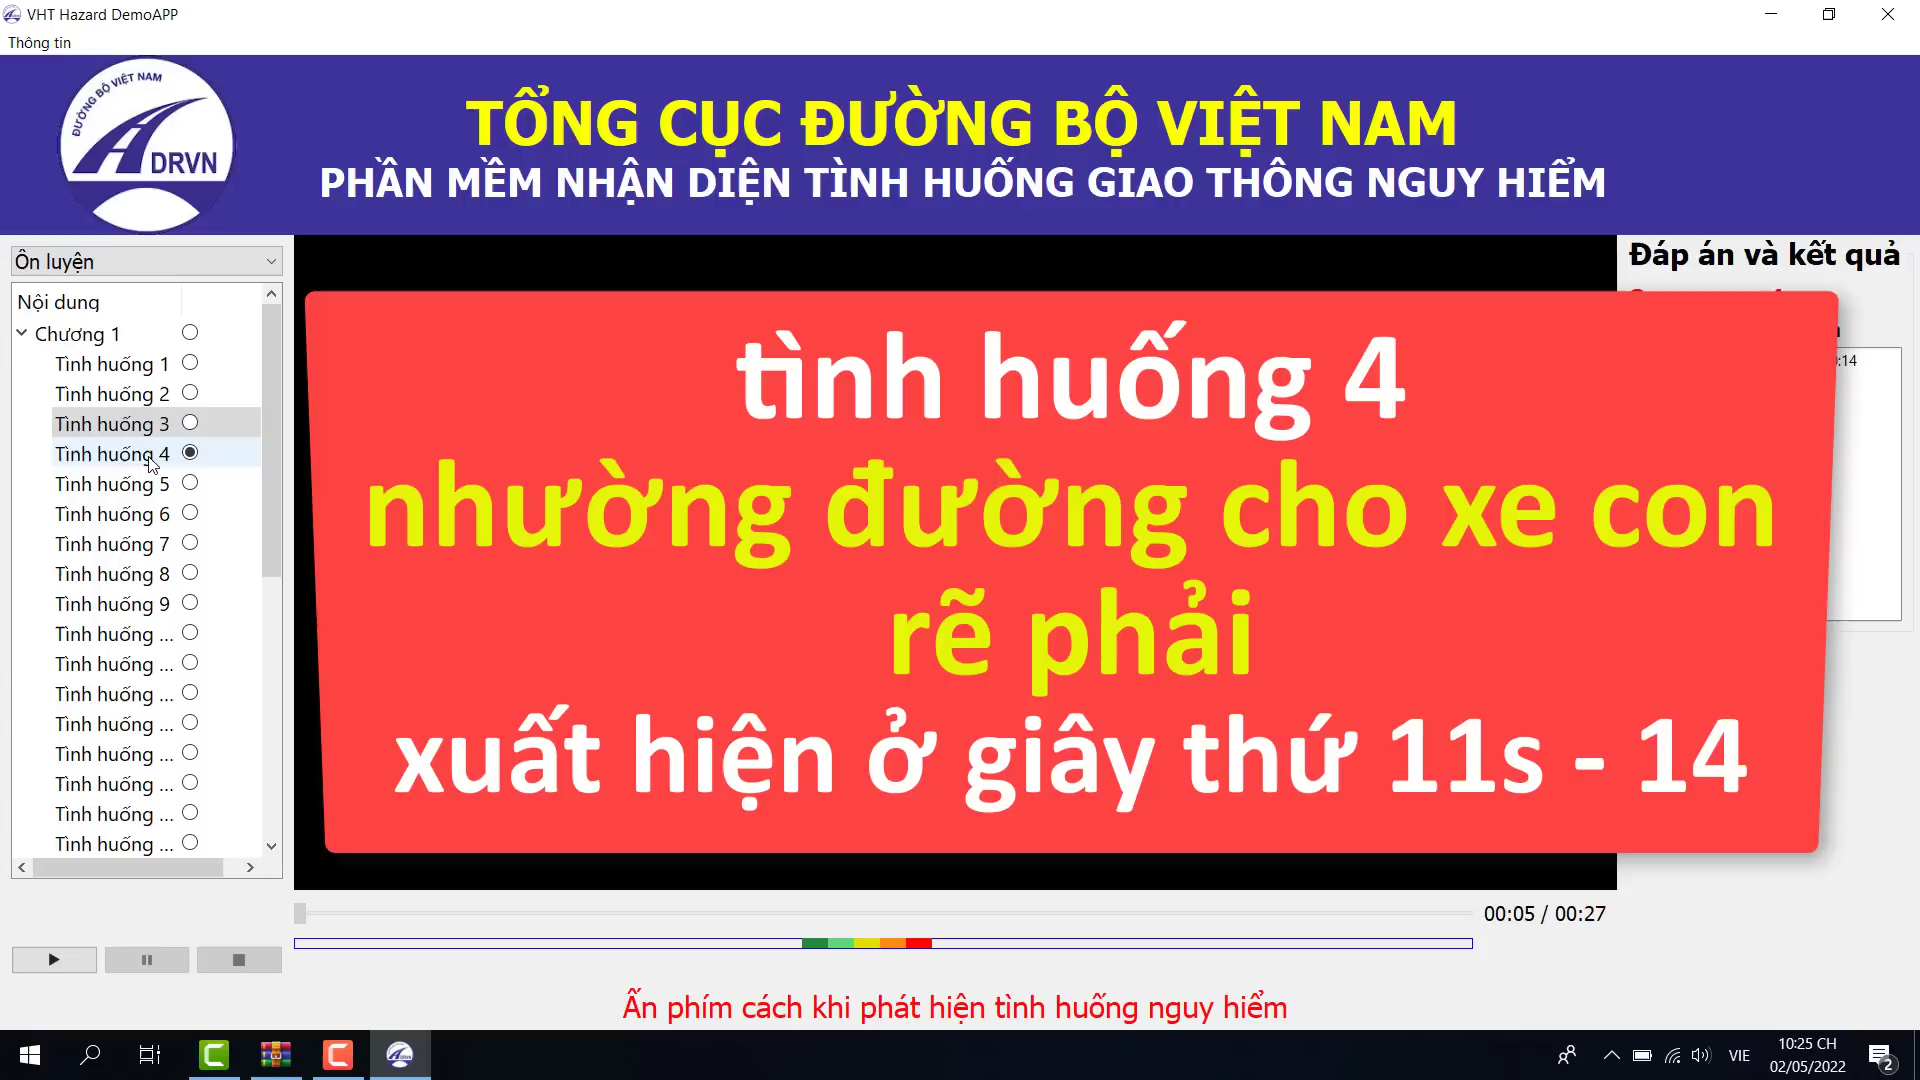 VHT Hazard DemoAPP
Thông tin
ĐƯỜNG BỘ VIỆT NAM
DRVN
TỔNG CỤC ĐƯỜNG BỘ VIỆT NAM
PHẦN MỀM NHẬN DIỆN TÌNH HUỐNG GIAO THÔNG NGUY HIỂM
Ôn luyện
Đáp án và kết quả
Nội dung
Chương 1
Tình huống 1
Tình huống 2
Tình huống 3
Tình huống 4
Tình huống 5
Tình huống 6
Tình huống 7
Tình huống 8
Tình huống 9
Tình huống ...
Tình huống ...
Tình huống ...
Tình huống ...
Tình huống ...
Tình huống ...
Tình huống ...
Tình huống ...
tình huống 4
nhường đường cho xe con
rẽ phải
xuất hiện ở giây thứ 11s - 14
:14
00:05 / 00:27
Ấn phím cách khi phát hiện tình huống nguy hiểm
VIE
10:25 CH
02/05/2022
2